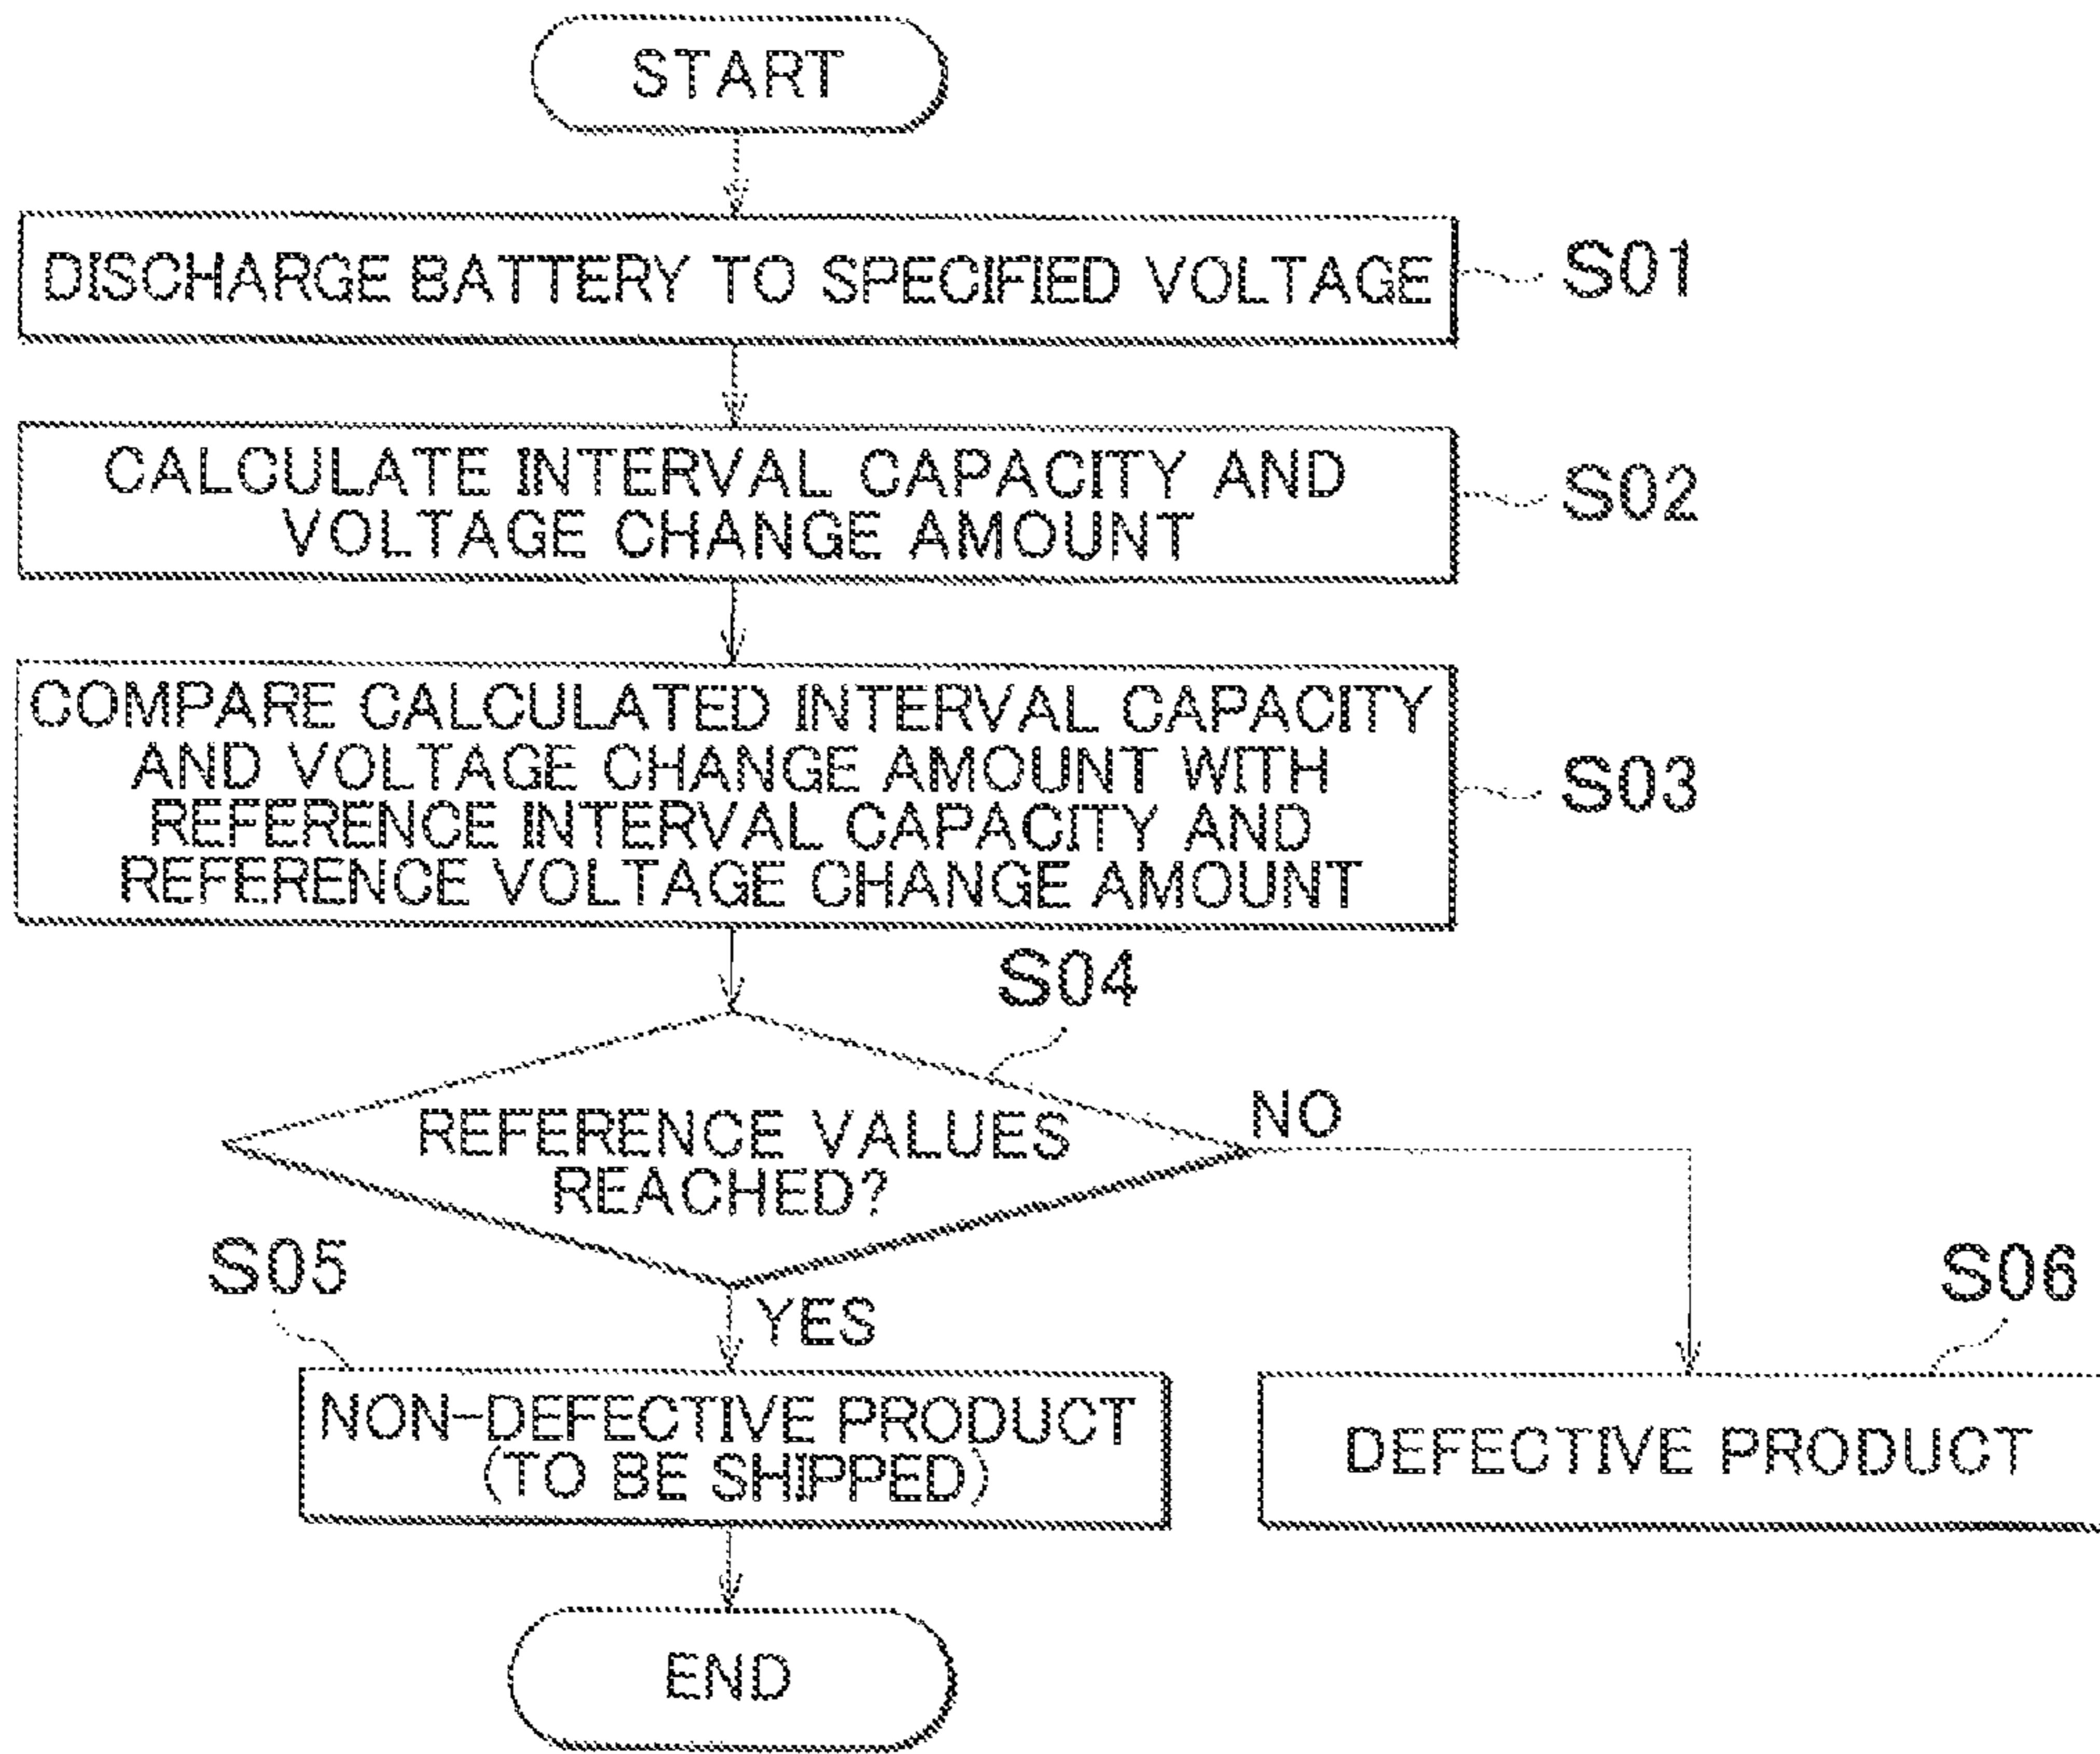 START
DISCHARGE BATTERY TO SPECIFIED VOLTAGE
S01
CALCULATE INTERVAL CAPACITY AND
VOLTAGE CHANGE AMOUNT
S02
COMPARE CALCULATED INTERVAL CAPACITY
AND VOLTAGE CHANGE AMOUNT WITH
REFERENCE INTERVAL CAPACITY AND
REFERENCE VOLTAGE CHANGE AMOUNT
S03
S04
REFERENCE VALUES
REACHED?
NO
YES
S05
NON-DEFECTIVE PRODUCT
(TO BE SHIPPED)
S06
DEFECTIVE PRODUCT
END